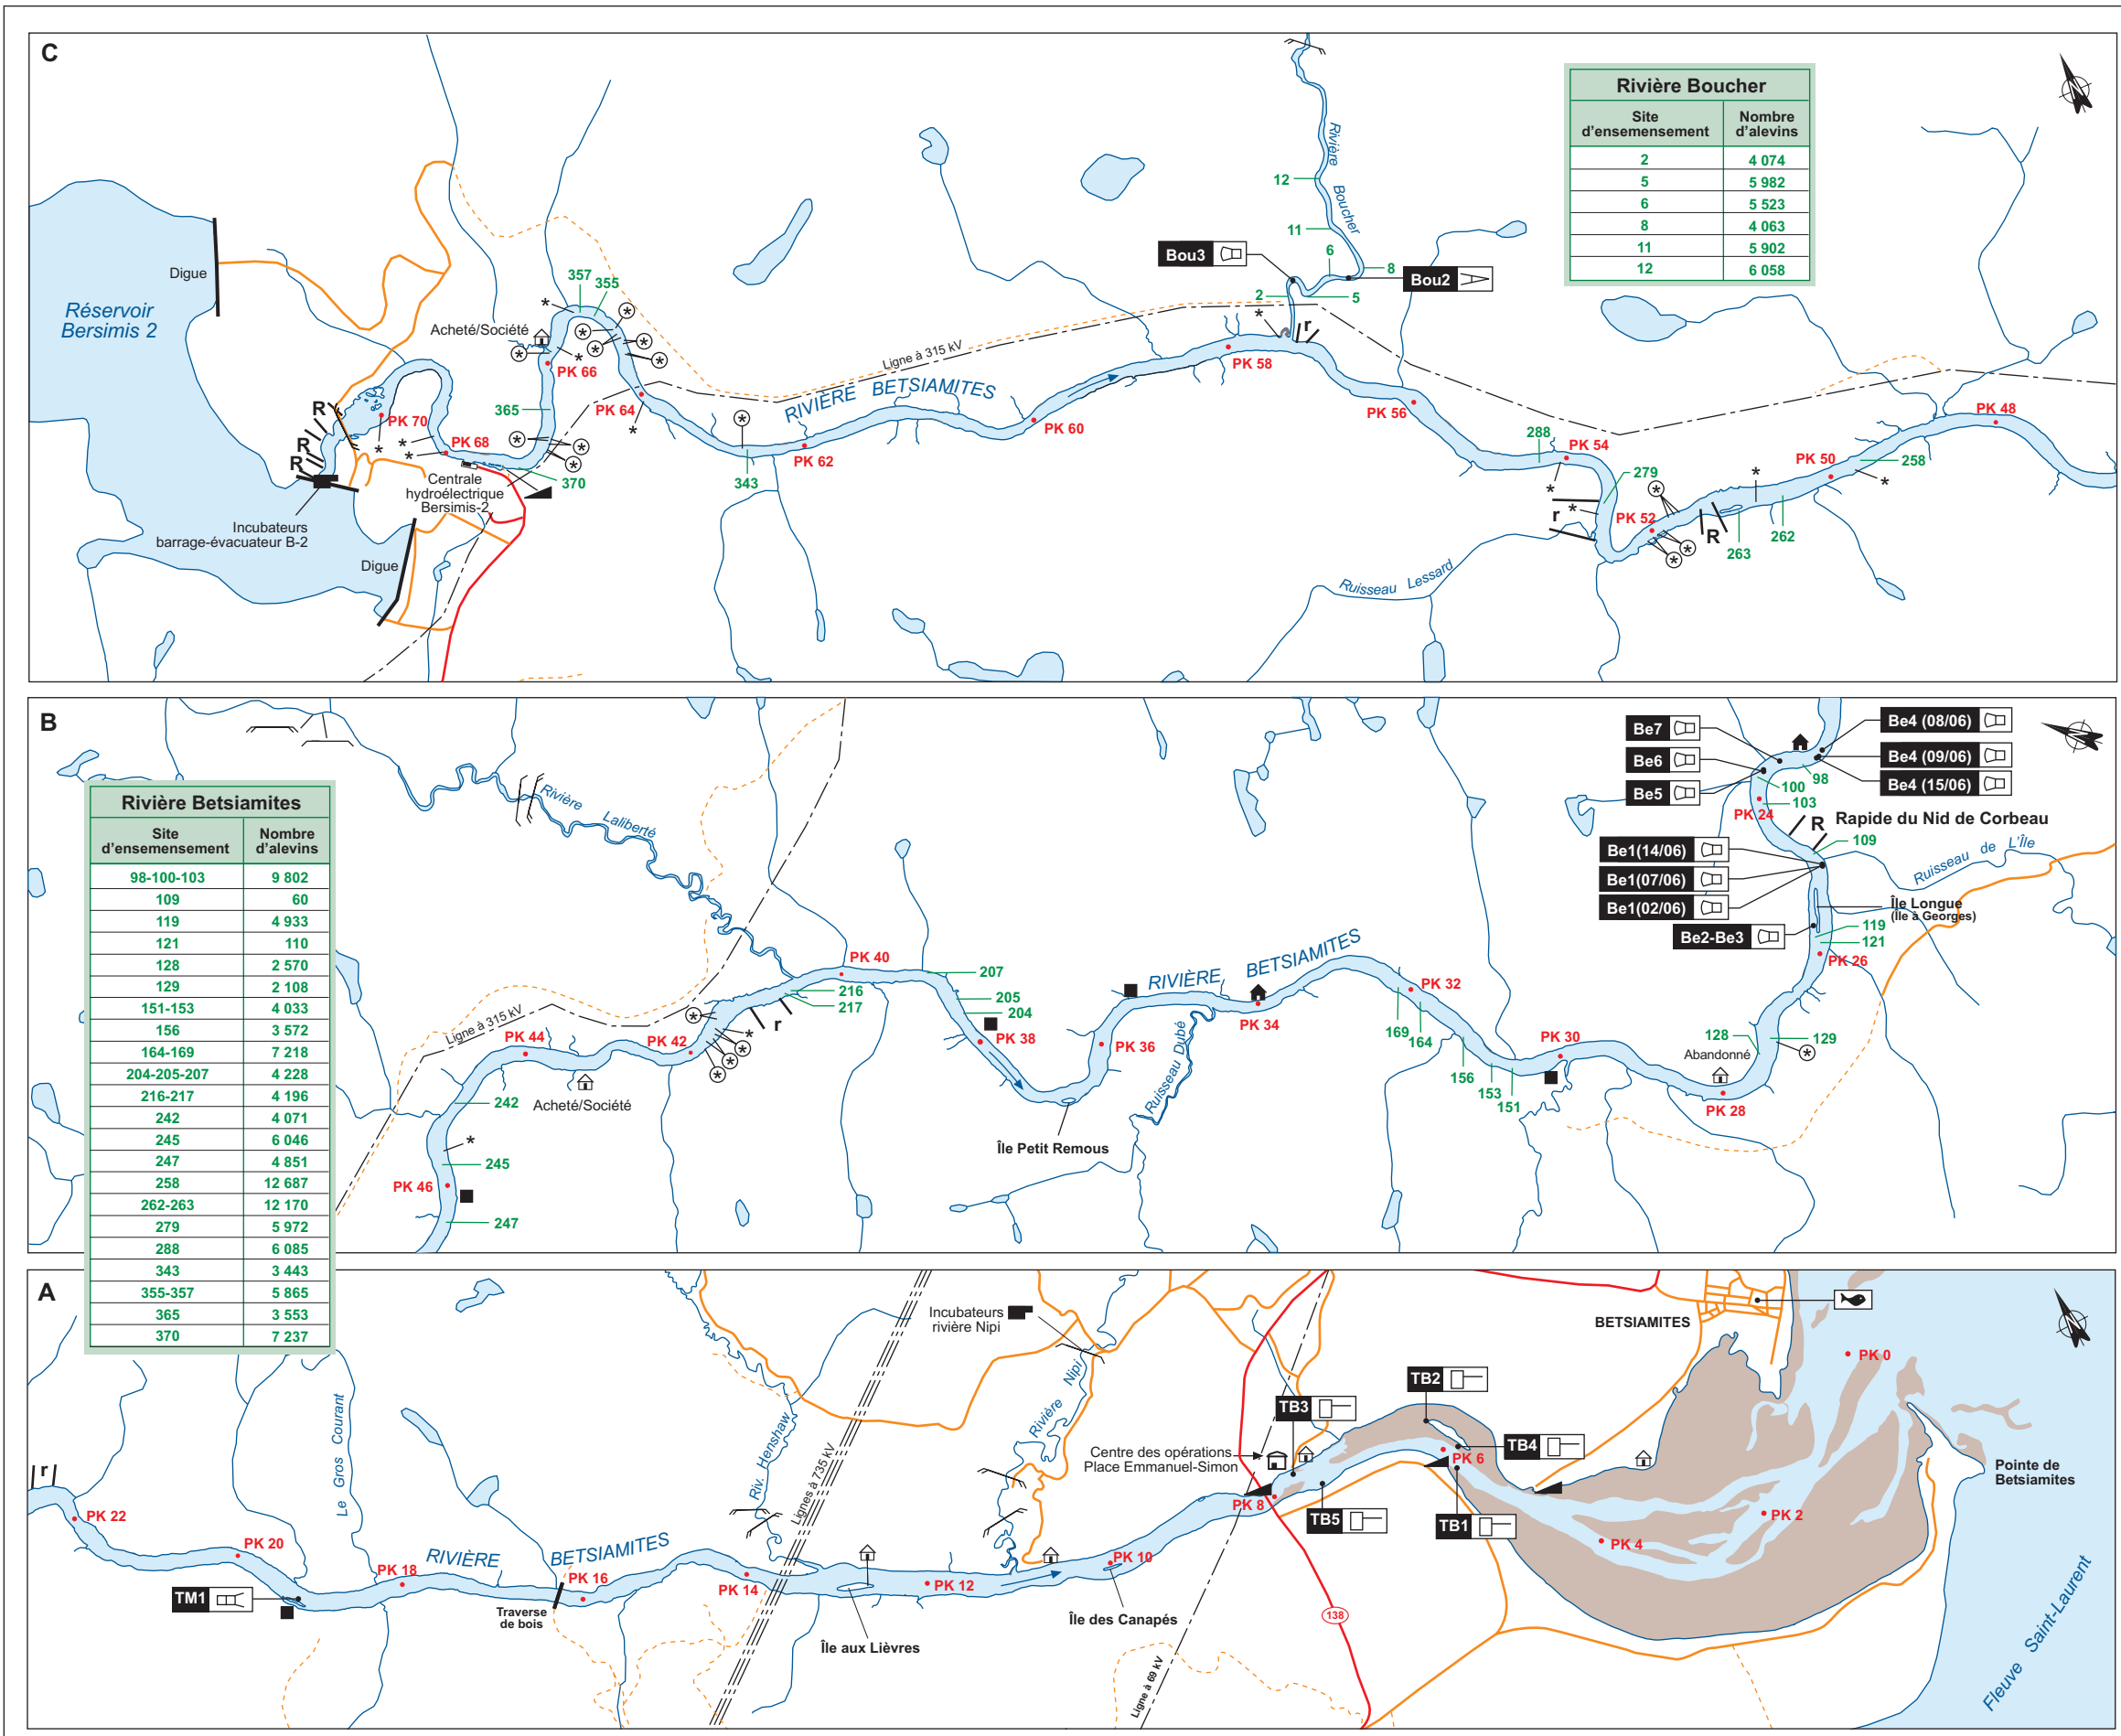 C
Rivière Boucher
Site d'ensemensement
Nombre d'alevins
2 4 074
5 5 982
6 5 523
8 4 063
11 5 902
12 6 058
Rivière Boucher
12
11
6
8
2
5
Bou3
Bou2
Digue
Réservoir
Bersimis 2
357
355
Acheté/Société
PK 66
Ligne à 315 kV
PK 58
r
RIVIÈRE BETSIAMITES
PK 64
365
R
PK 70
R
R
PK 68
PK 62
PK 60
PK 56
PK 48
288
PK 54
PK 50
258
279
343
370
Centrale
hydroélectrique
Bersimis-2
r
PK 52
R
263
262
Incubateurs
barrage-évacuateur B-2
Digue
Ruisseau Lessard
B
Be7
Be6
Be5
Be4 (08/06)
Be4 (09/06)
Be4 (15/06)
98
100
103
PK 24
R
Rapide du Nid de Corbeau
109
Ruisseau de L'Île
Be1(14/06)
Be1(07/06)
Be1(02/06)
Île Longue
(Île à Georges)
Be2-Be3
119
121
PK 26
Rivière Laliberté
Rivière Betsiamites
Site d'ensemensement
Nombre d'alevins
98-100-103 9 802
109 60
119 4 933
121 110
128 2 570
129 2 108
151-153 4 033
156 3 572
164-169 7 218
204-205-207 4 228
216-217 4 196
242 4 071
245 6 046
247 4 851
258 12 687
262-263 12 170
279 5 972
288 6 085
343 3 443
355-357 5 865
365 3 553
370 7 237
PK 40
207
216
217
205
204
r
PK 38
RIVIÈRE BETSIAMITES
PK 32
PK 34
PK 36
169
164
156
153
151
PK 30
128
129
Abandonné
PK 28
Ligne à 315 kV
PK 44
PK 42
Acheté/Société
242
245
PK 46
247
Île Petit Remous
Ruisseau Dubé
A
Incubateurs
rivière Nipi
BETSIAMITES
PK 0
Rivière Nipi
TB2
TB3
TB4
Centre des opérations
Place Emmanuel-Simon
PK 6
Pointe de
Betsiamites
PK 8
TB5
TB1
PK 2
PK 4
Le Gros Courant
Riv. Henshaw
Lignes à 735 kV
r
PK 22
PK 20
PK 18
RIVIÈRE BETSIAMITES
PK 16
PK 14
PK 12
PK 10
TM1
Traverse
de bois
Île aux Lièvres
Île des Canapés
138
Ligne à 69 kV
Fleuve Saint-Laurent